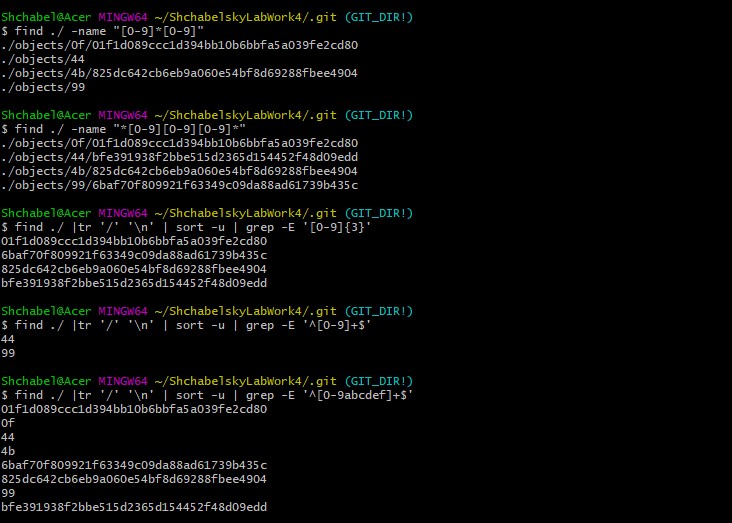 Shchabel@Acer MINGW64 ~/ShchabelskyLabWork4/.git (GIT_DIR!)
$ find ./ -name "[0-9]*[0-9]"
./objects/0f/01f1d089ccc1d394bb10b6bbfa5a039fe2cd80
./objects/44
./objects/4b/825dc642cb6eb9a060e54bf8d69288fbee4904
./objects/99
Shchabel@Acer MINGW64 ~/ShchabelskyLabWork4/.git (GIT_DIR!)
$ find ./ -name "*[0-9][0-9][0-9]*"
./objects/0f/01f1d089ccc1d394bb10b6bbfa5a039fe2cd80
./objects/44/bfe391938f2bbe515d2365d154452f48d09edd
./objects/4b/825dc642cb6eb9a060e54bf8d69288fbee4904
./objects/99/6baf70f809921f63349c09da88ad61739b435c
Shchabel@Acer MINGW64 ~/ShchabelskyLabWork4/.git (GIT_DIR!)
$ find ./ |tr '/' '\n' | sort -u | grep -E '[0-9]{3}'
01f1d089ccc1d394bb10b6bbfa5a039fe2cd80
6baf70f809921f63349c09da88ad61739b435c
825dc642cb6eb9a060e54bf8d69288fbee4904
bfe391938f2bbe515d2365d154452f48d09edd
Shchabel@Acer MINGW64 ~/ShchabelskyLabWork4/.git (GIT_DIR!)
$ find ./ |tr '/' '\n' | sort -u | grep -E '^[0-9]+$'
44
99
Shchabel@Acer MINGW64 ~/ShchabelskyLabWork4/.git (GIT_DIR!)
$ find ./ |tr '/' '\n' | sort -u | grep -E '^[0-9abcdef]+$'
01f1d089ccc1d394bb10b6bbfa5a039fe2cd80
0f
44
4b
6baf70f809921f63349c09da88ad61739b435c
825dc642cb6eb9a060e54bf8d69288fbee4904
99
bfe391938f2bbe515d2365d154452f48d09edd